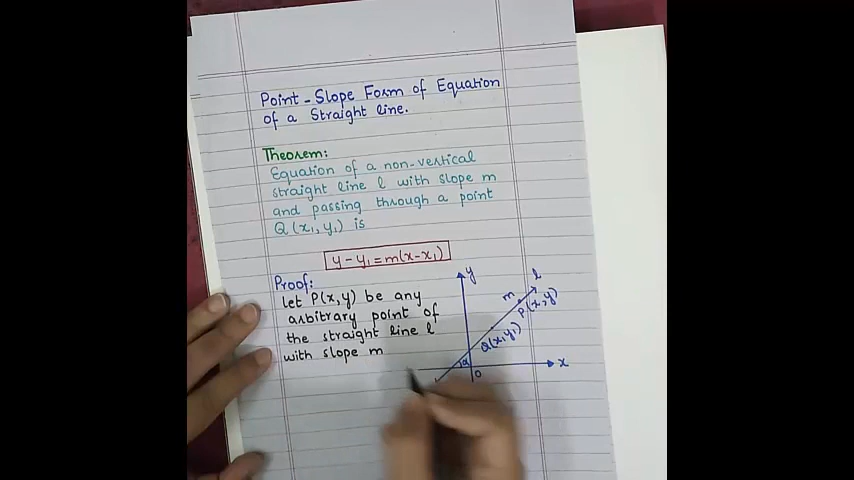 Point - Slope Form of Equation
of a Straight line.
Theorem:
Equation of a non-vertical
straight line l with slope m
and passing through a point
Q(x₁,y₁) is
y-y₁=m(x-x₁)
Proof:
let P(x,y) be any
arbitrary point of
the straight line l
with slope m
y
l
m
P(x,y)
Q(x₁,y₁)
α
O
x